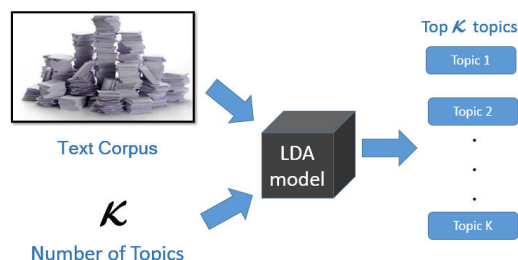 Top K topics
Topic 1
Topic 2
Topic K
Text Corpus
LDA
model
K
Number of Topics